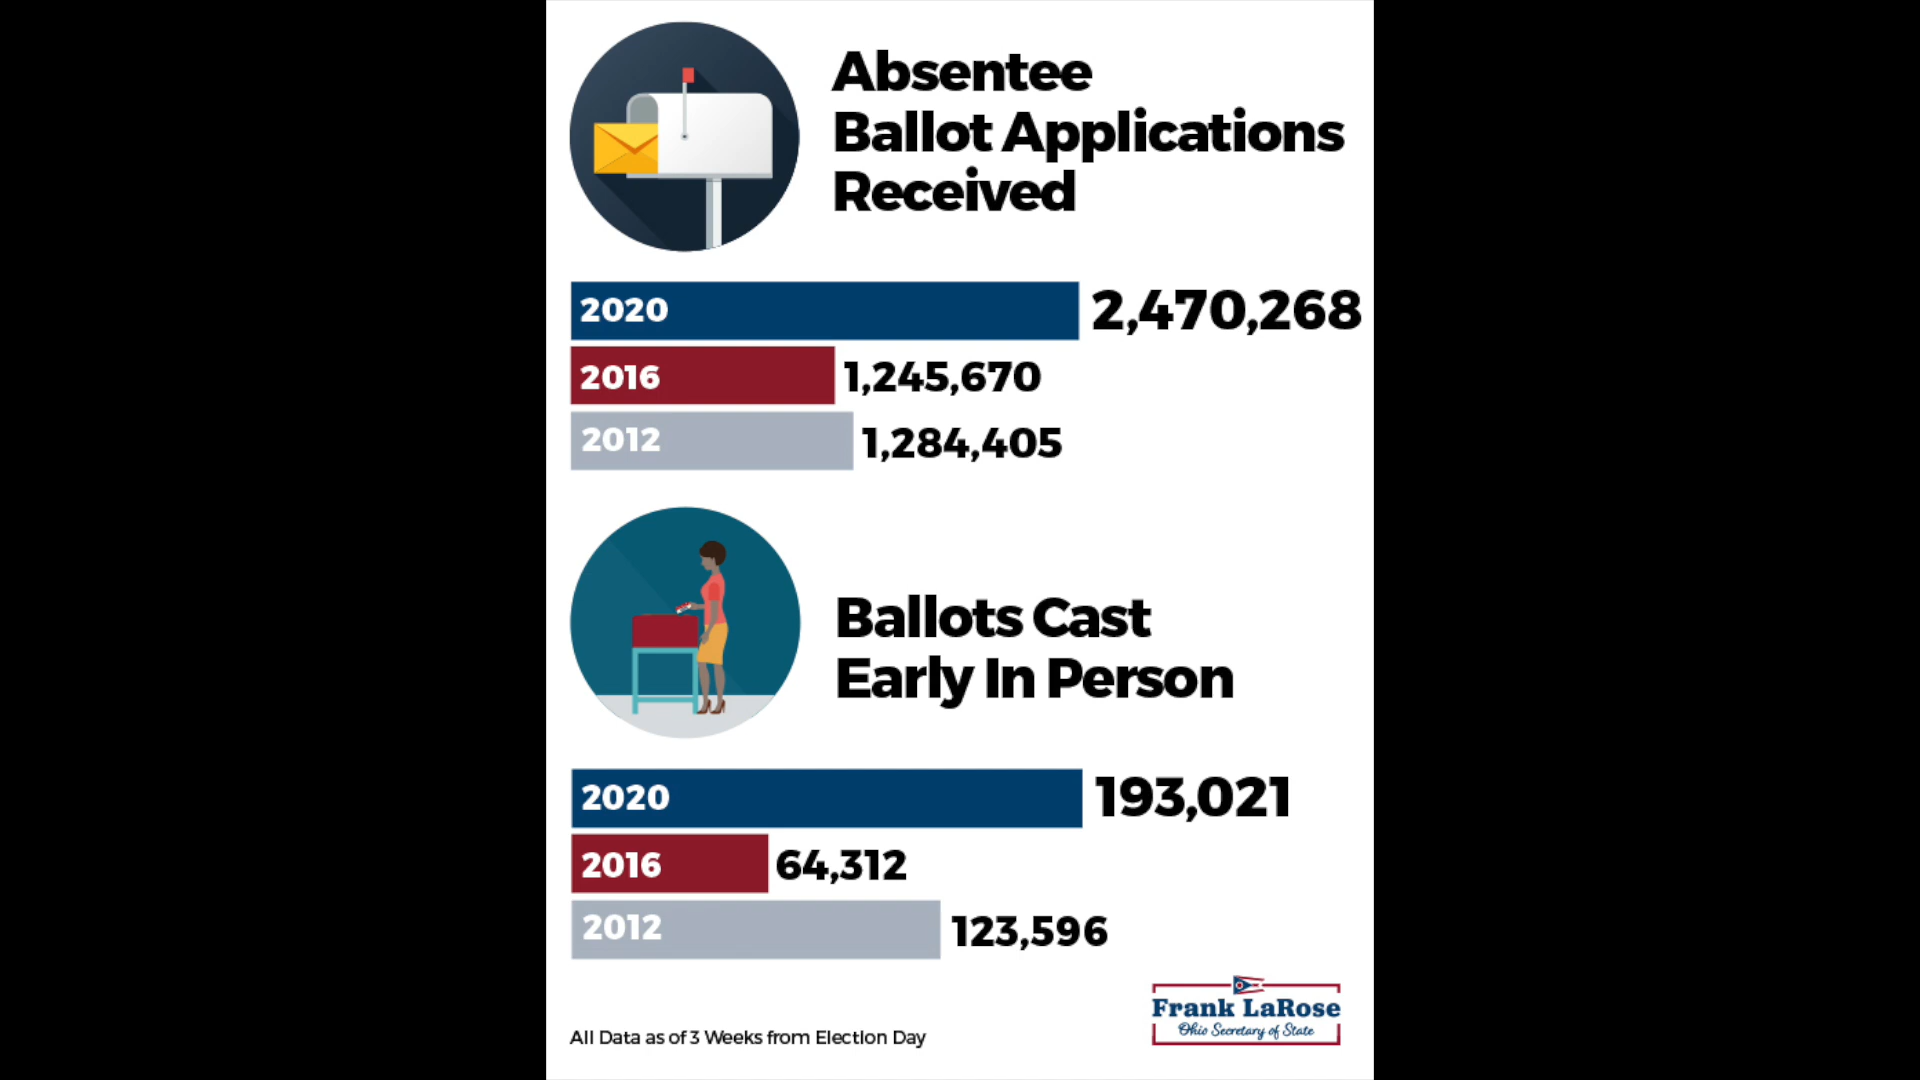 Absentee
Ballot Applications
Received
2020 2,470,268
2016 1,245,670
2012 1,284,405
Ballots Cast
Early In Person
2020 193,021
2016 64,312
2012 123,596
All Data as of 3 Weeks from Election Day
Frank LaRose
Ohio Secretary of State